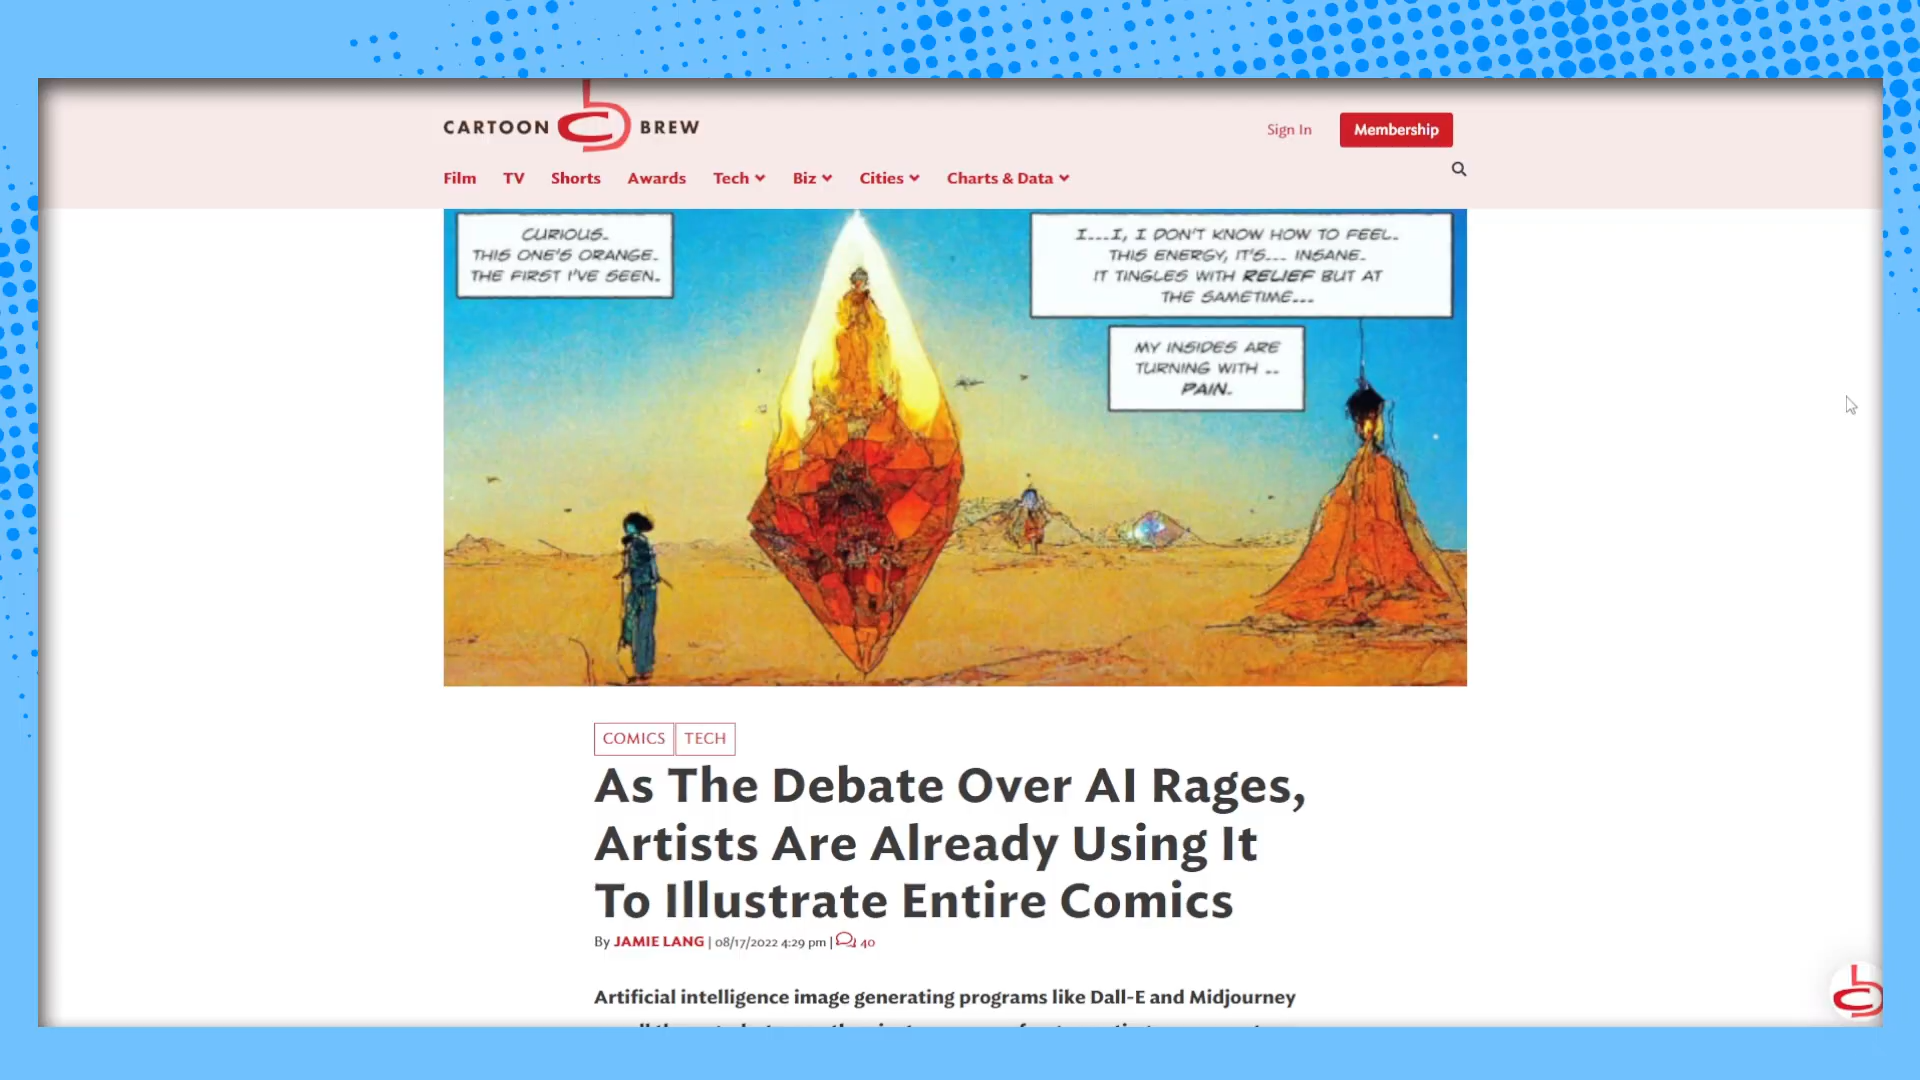 CARTOON BREW
Sign In
Membership
Film TV Shorts Awards Tech Biz Cities Charts & Data
CURIOUS.
THIS ONE'S ORANGE.
THE FIRST I'VE SEEN.
I...I, I DON'T KNOW HOW TO FEEL.
THIS ENERGY, IT'S... INSANE.
IT TINGLES WITH RELIEF BUT AT
THE SAMETIME...
MY INSIDES ARE
TURNING WITH ..
PAIN.
COMICS TECH
As The Debate Over AI Rages,
Artists Are Already Using It
To Illustrate Entire Comics
By JAMIE LANG | 08/17/2022 4:29 pm | 40
Artificial intelligence image generating programs like Dall-E and Midjourney